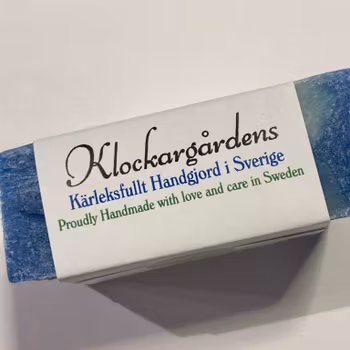 Klockargårdens
Kärleksfullt Handgjord i Sverige
Proudly Handmade with love and care in Sweden